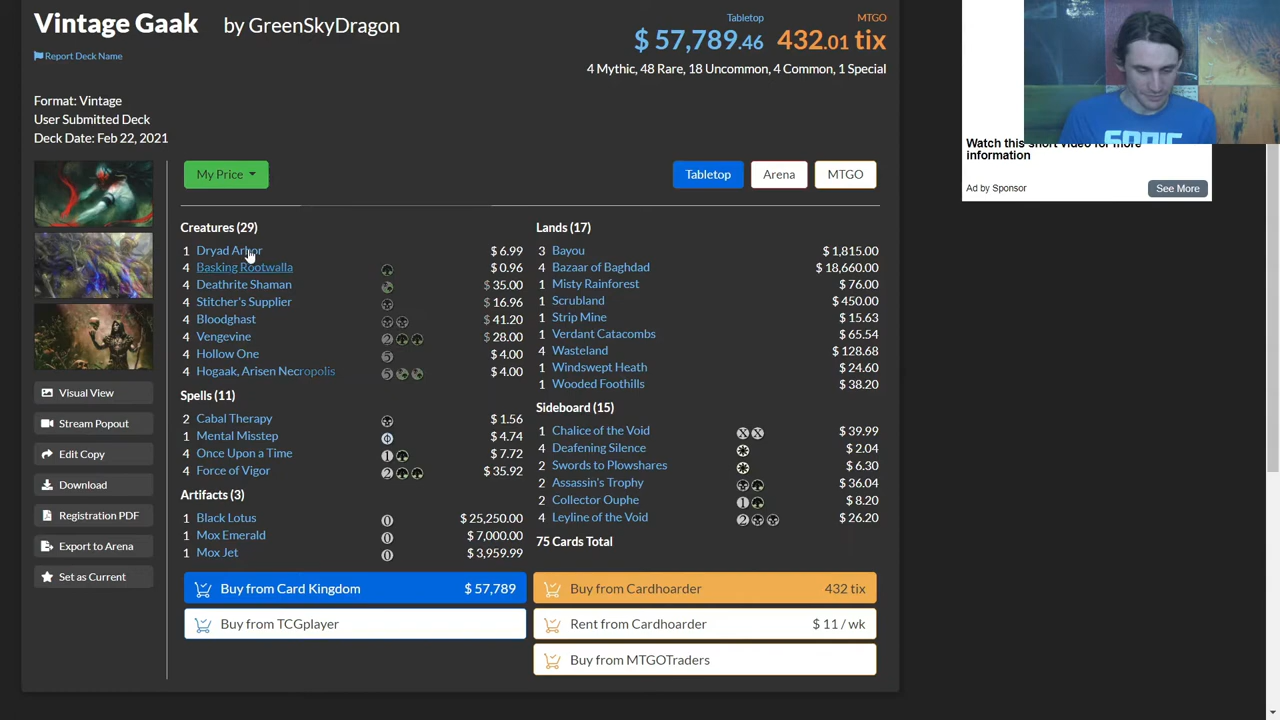 Vintage Gaak by GreenSkyDragon
Report Deck Name
Tabletop
$ 57,789.46
MTGO
432.01 tix
4 Mythic, 48 Rare, 18 Uncommon, 4 Common, 1 Special
Format: Vintage
User Submitted Deck
Deck Date: Feb 22, 2021
My Price
Tabletop
Arena
MTGO
Creatures (29)
1 Dryad Arbor $ 6.99
4 Basking Rootwalla $ 0.96
4 Deathrite Shaman $ 35.00
4 Stitcher's Supplier $ 16.96
4 Bloodghast $ 41.20
4 Vengevine 2 $ 28.00
4 Hollow One 5 $ 4.00
4 Hogaak, Arisen Necropolis 5 $ 4.00
Spells (11)
2 Cabal Therapy $ 1.56
1 Mental Misstep $ 4.74
4 Once Upon a Time 1 $ 7.72
4 Force of Vigor 2 $ 35.92
Artifacts (3)
1 Black Lotus 0 $ 25,250.00
1 Mox Emerald 0 $ 7,000.00
1 Mox Jet 0 $ 3,959.99
Lands (17)
3 Bayou $ 1,815.00
4 Bazaar of Baghdad $ 18,660.00
1 Misty Rainforest $ 76.00
1 Scrubland $ 450.00
1 Strip Mine $ 15.63
1 Verdant Catacombs $ 65.54
4 Wasteland $ 128.68
1 Windswept Heath $ 24.60
1 Wooded Foothills $ 38.20
Sideboard (15)
1 Chalice of the Void X X $ 39.99
4 Deafening Silence $ 2.04
2 Swords to Plowshares $ 6.30
2 Assassin's Trophy $ 36.04
2 Collector Ouphe 1 $ 8.20
4 Leyline of the Void 2 $ 26.20
75 Cards Total
Visual View
Stream Popout
Edit Copy
Download
Registration PDF
Export to Arena
Set as Current
Buy from Card Kingdom $ 57,789
Buy from TCGplayer
Buy from Cardhoarder 432 tix
Rent from Cardhoarder $ 11 / wk
Buy from MTGOTraders
SONIC
Watch this short video for more
information
Ad by Sponsor
See More